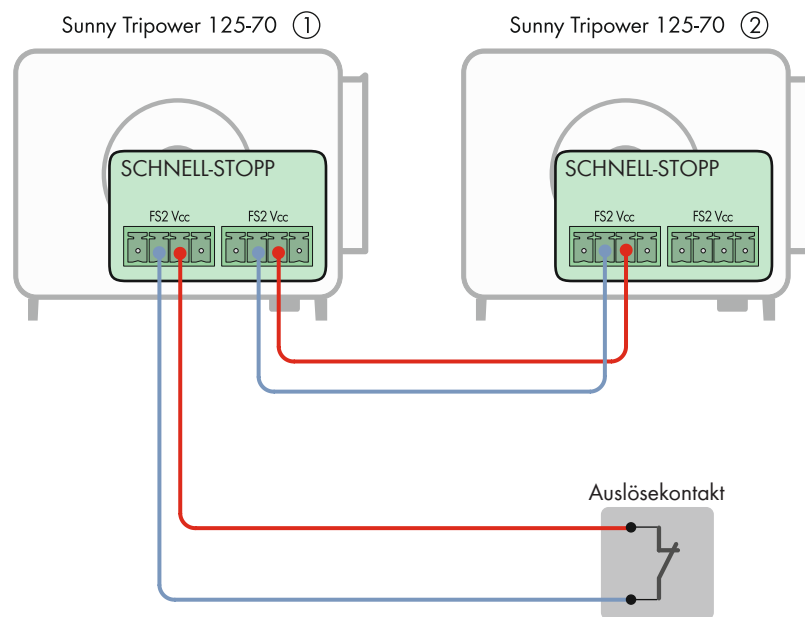 Sunny Tripower 125-70 ①
Sunny Tripower 125-70 ②
SCHNELL-STOPP
FS2 Vcc
FS2 Vcc
SCHNELL-STOPP
FS2 Vcc
FS2 Vcc
Auslösekontakt